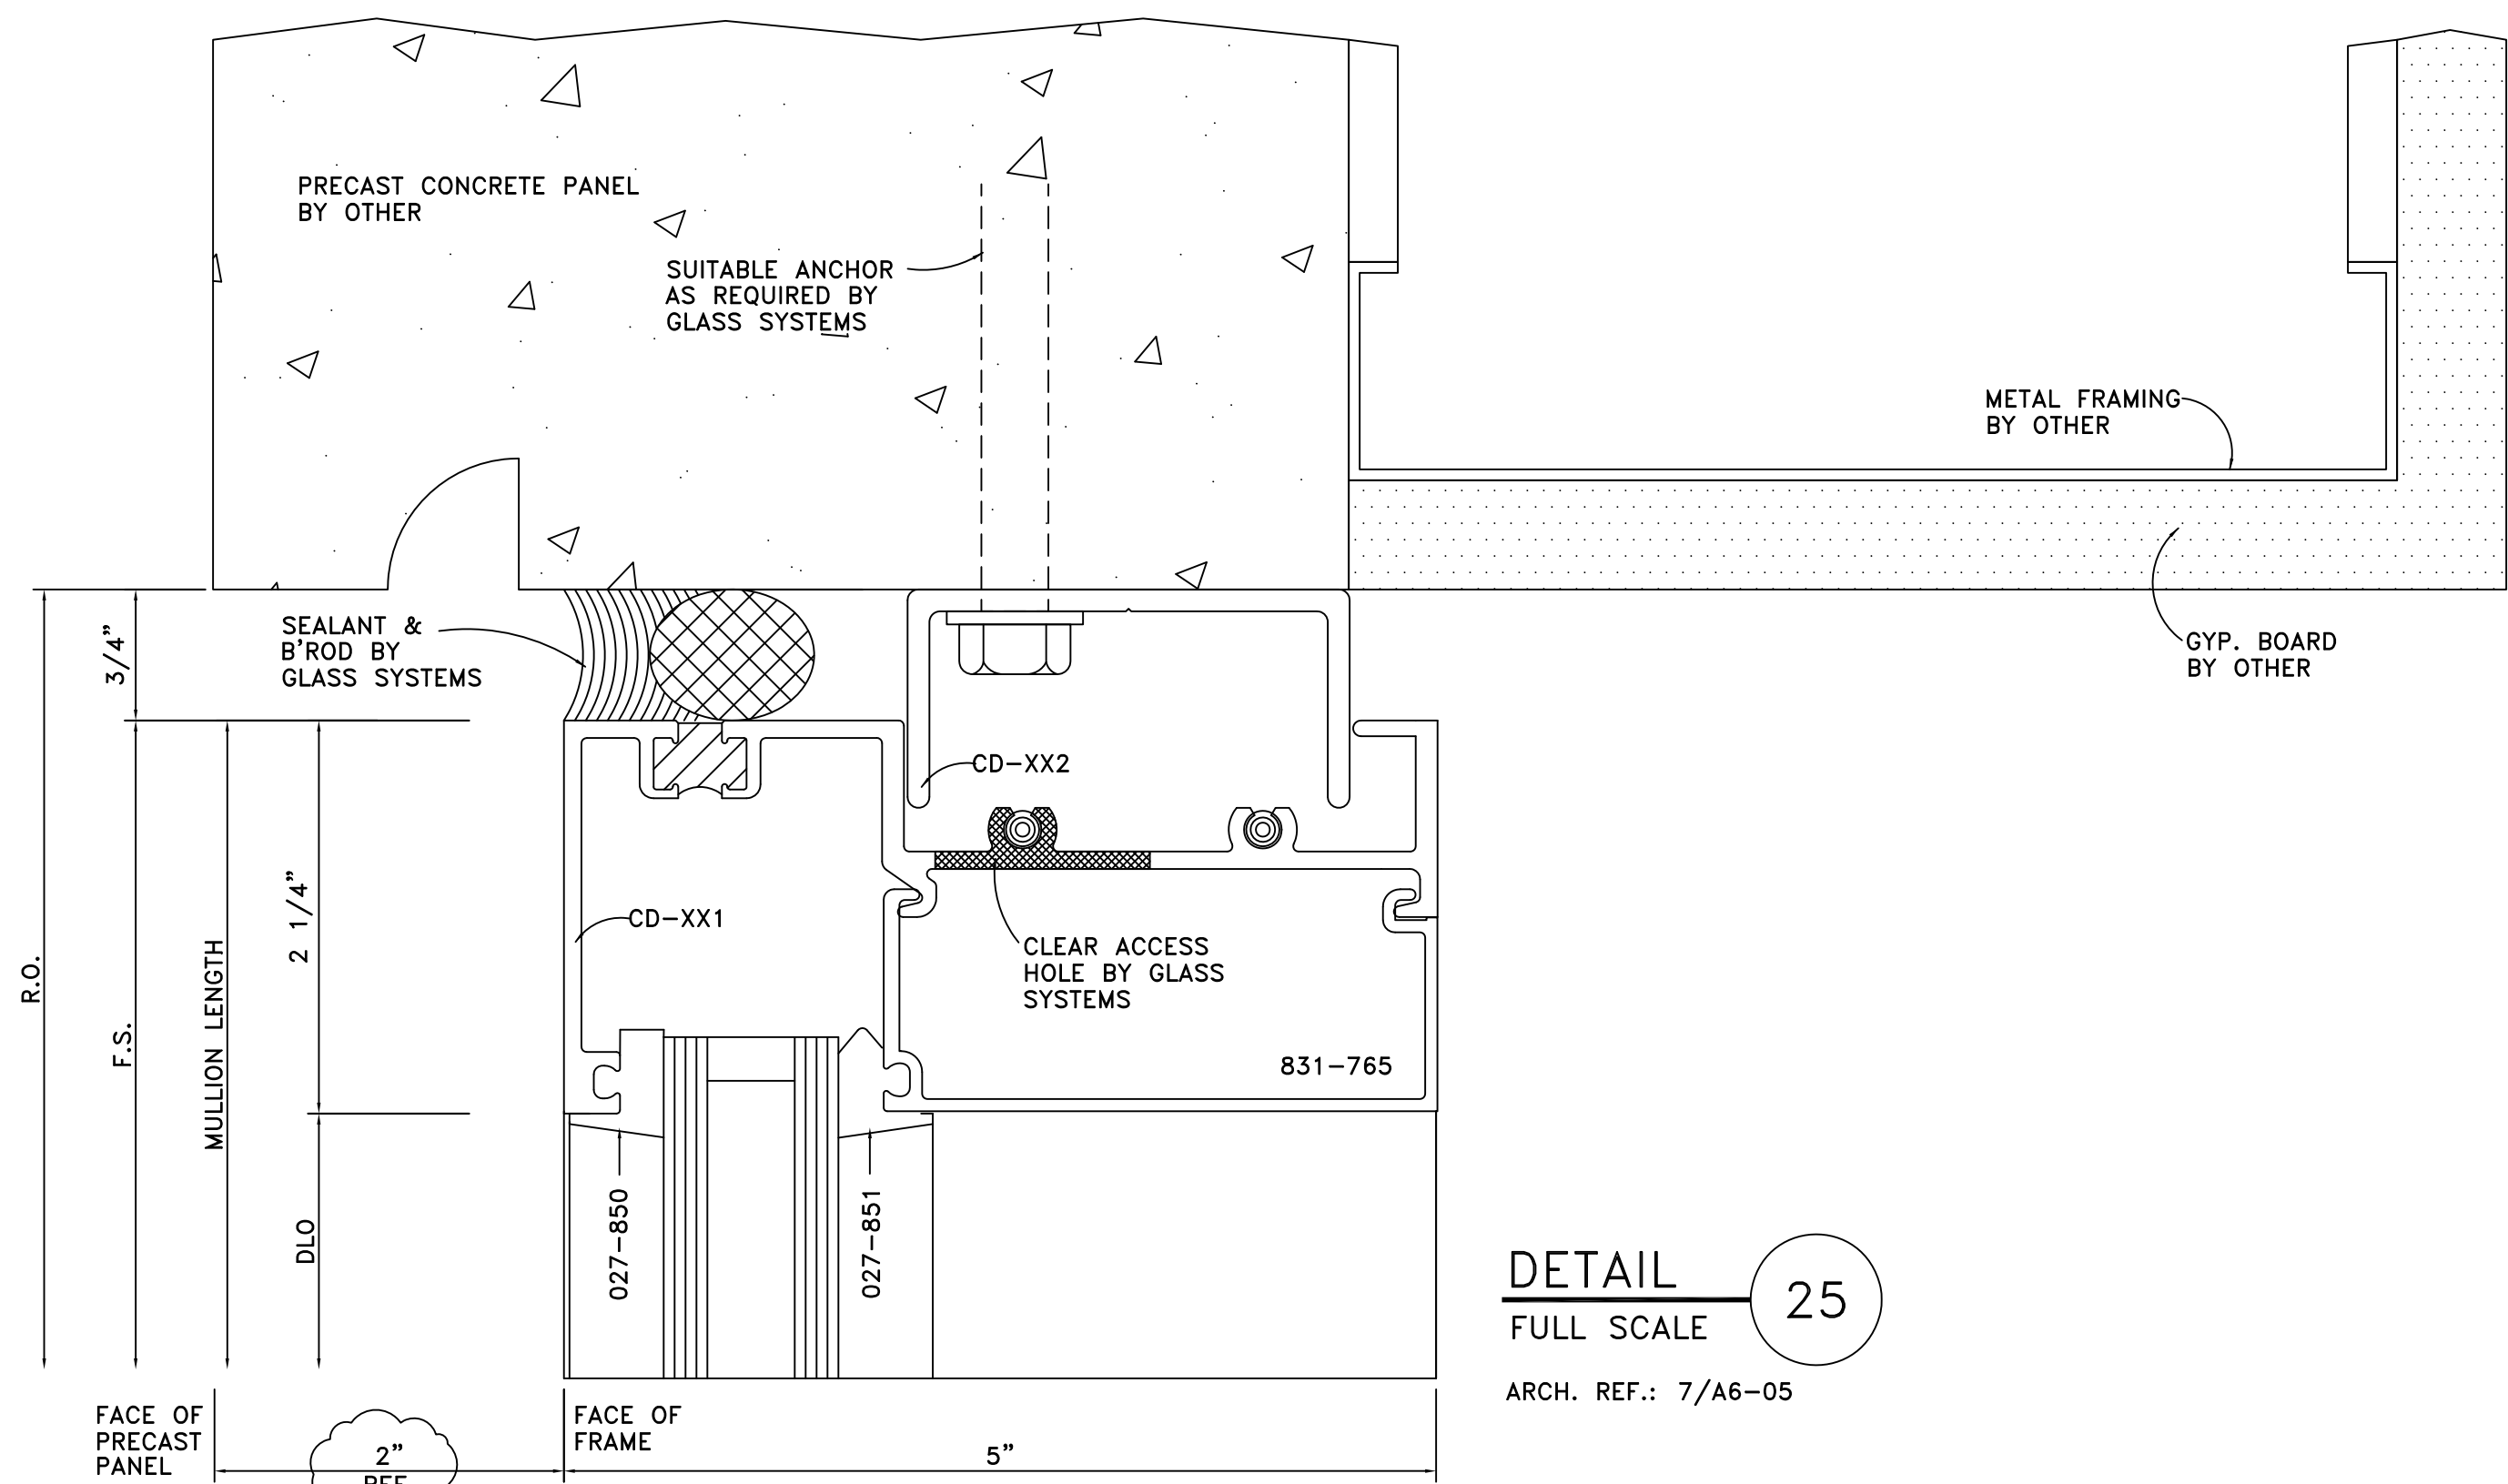 PRECAST CONCRETE PANEL
BY OTHER
SUITABLE ANCHOR
AS REQUIRED BY
GLASS SYSTEMS
METAL FRAMING
BY OTHER
SEALANT &
B'ROD BY
GLASS SYSTEMS
GYP. BOARD
BY OTHER
3/4”
CD-XX2
2 1/4”
CD-XX1
CLEAR ACCESS
HOLE BY GLASS
SYSTEMS
R.O.
F.S.
MULLION LENGTH
831-765
DLO
027-850
027-851
DETAIL
25
FULL SCALE
ARCH. REF.: 7/A6-05
FACE OF
PRECAST
PANEL
2”
REF
FACE OF
FRAME
5”